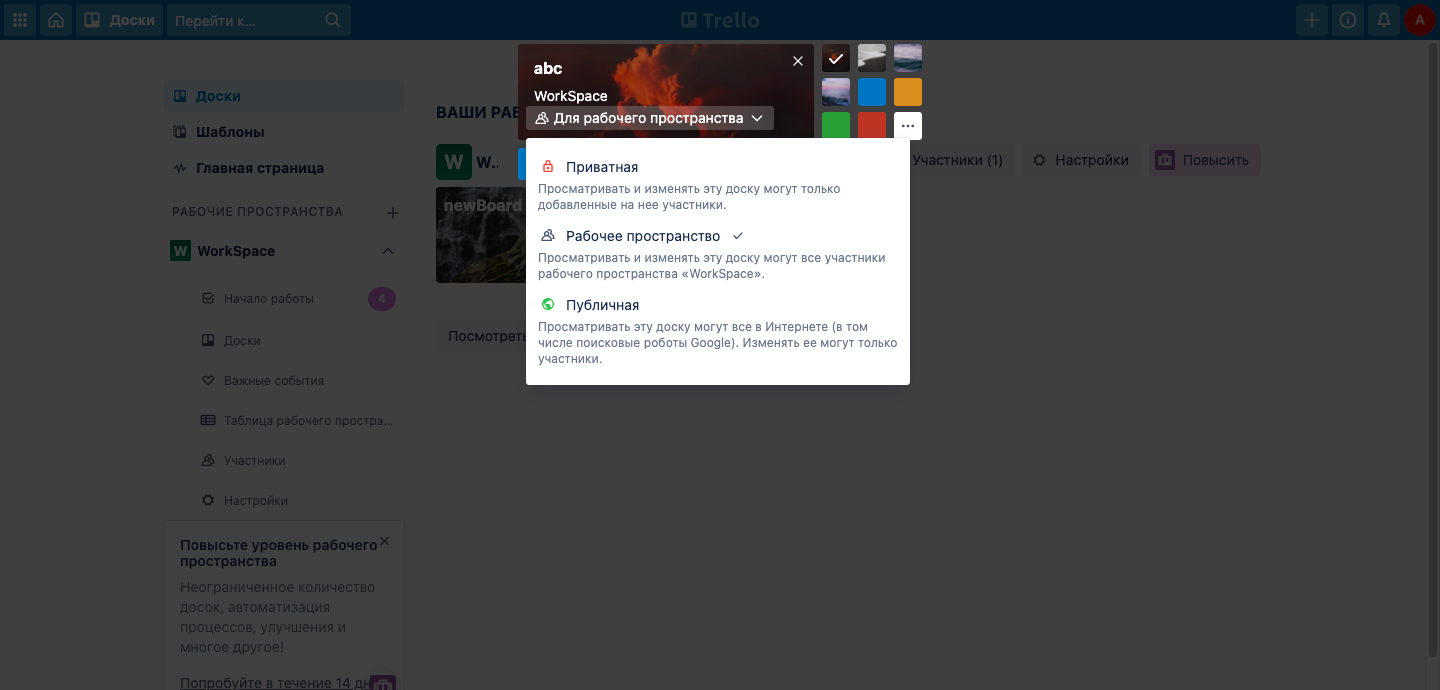 Доски
Перейти к...
Trello
A
Доски
Шаблоны
Главная страница
РАБОЧИЕ ПРОСТРАНСТВА
W WorkSpace
Начало работы
4
Доски
Важные события
Таблица рабочего простра...
Участники
Настройки
Повысьте уровень рабочего
пространства
Неограниченное количество
досок, автоматизация
процессов, улучшения и
многое другое!
Попробуйте в течение 14
ВАШИ
W W..
Участники (1)
Настройки
Повысить
newBoard
Посмотреть
abc
WorkSpace
Для рабочего пространства
Приватная
Просматривать и изменять эту доску могут только
добавленные на нее участники.
Рабочее пространство
Просматривать и изменять эту доску могут все участники
рабочего пространства «WorkSpace».
Публичная
Просматривать эту доску могут все в Интернете (в том
числе поисковые роботы Google). Изменять ее могут только
участники.